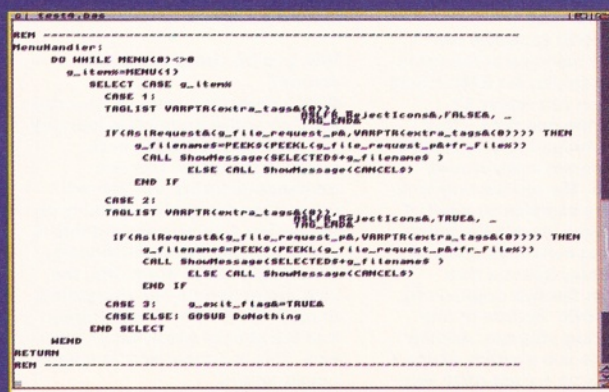 test4.bas
REM ------------------------------------------------------------
MenuHandler:
DO WHILE MENU(0)<>0
g_item%=MENU(1)
SELECT CASE g_item%
CASE 1:
TAGLIST VARPTR(extra_tags&(0)), _
ASLFR_RejectIcons&,FALSE&, _
TAG_END&
IF(AslRequest&(g_file_request_p&,VARPTR(extra_tags&(0)))) THEN
g_filename$=PEEK$(PEEKL(g_file_request_p&+fr_File%))
CALL ShowMessage(SELECTED$+g_filename$ )
ELSE CALL ShowMessage(CANCEL$)
END IF
CASE 2:
TAGLIST VARPTR(extra_tags&(0)), _
ASLFR_RejectIcons&,TRUE&, _
TAG_END&
IF(AslRequest&(g_file_request_p&,VARPTR(extra_tags&(0)))) THEN
g_filename$=PEEK$(PEEKL(g_file_request_p&+fr_File%))
CALL ShowMessage(SELECTED$+g_filename$ )
ELSE CALL ShowMessage(CANCEL$)
END IF
CASE 3: g_exit_flag&=TRUE&
CASE ELSE: GOSUB DoNothing
END SELECT
WEND
RETURN
REM ------------------------------------------------------------